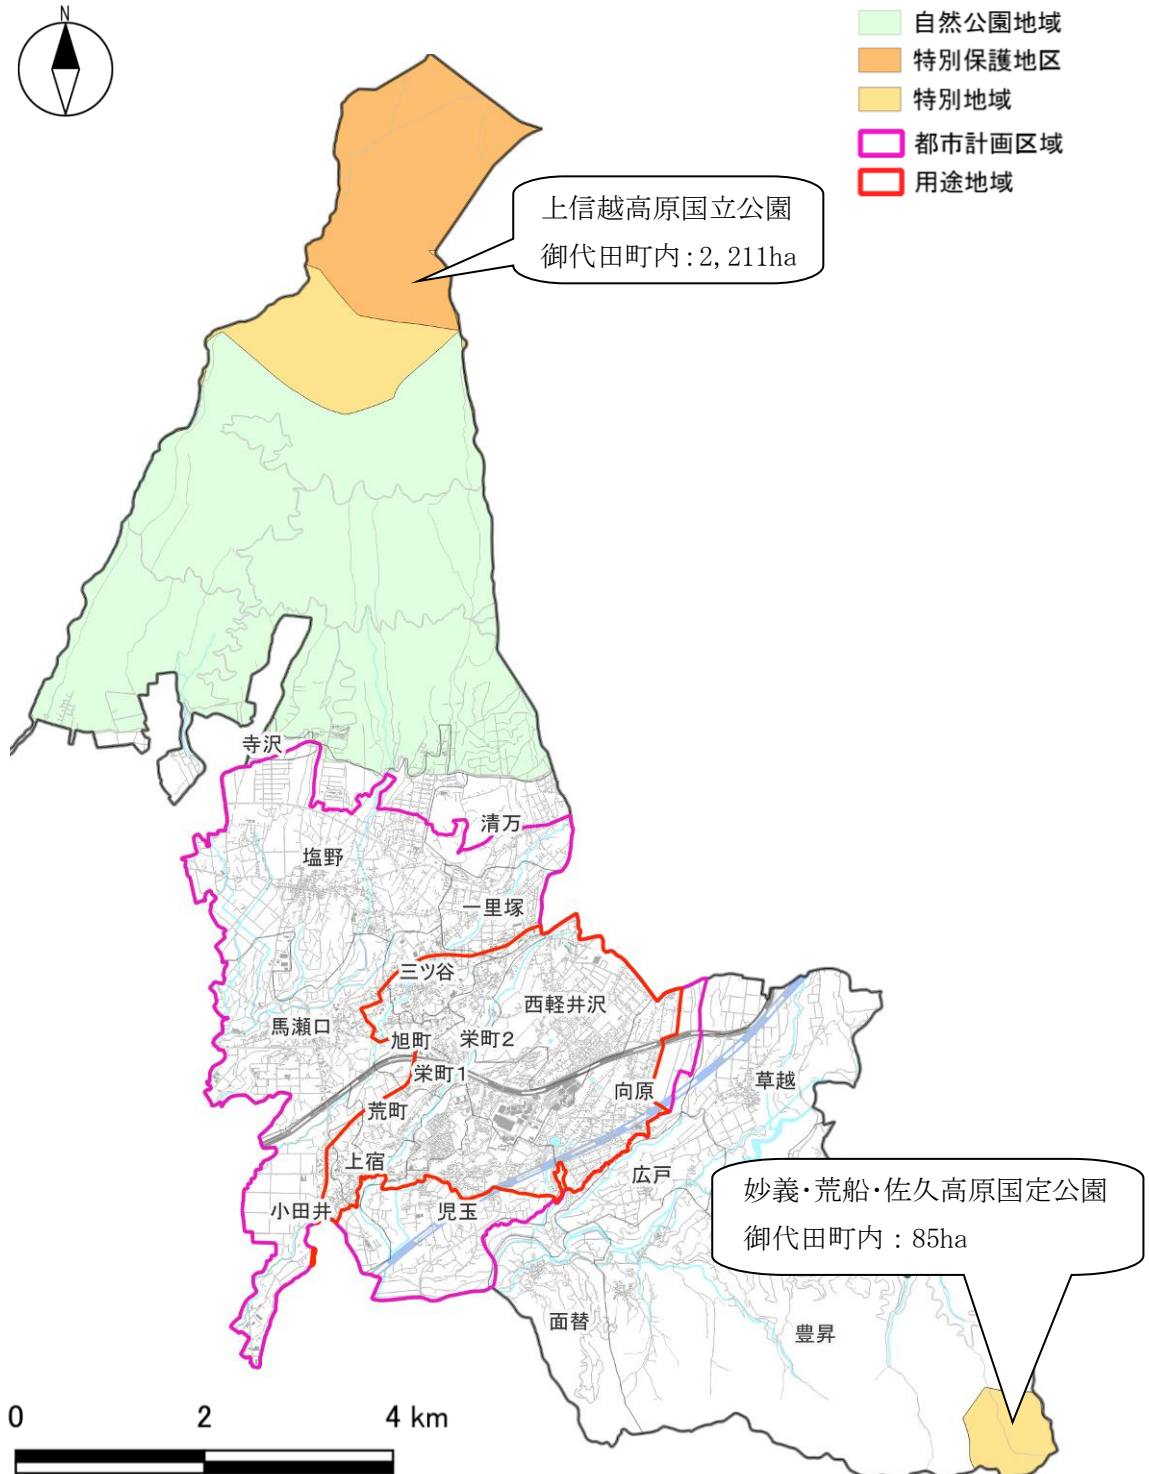 N
自然公園地域
特別保護地区
特別地域
都市計画区域
用途地域
上信越高原国立公園
御代田町内:2,211ha
寺沢
清万
塩野
一里塚
三ツ谷
西軽井沢
馬瀬口
旭町
栄町2
栄町1
向原
草越
荒町
上宿
広戸
小田井
児玉
妙義・荒船・佐久高原国定公園
御代田町内：85ha
面替
豊昇
0 2 4 km